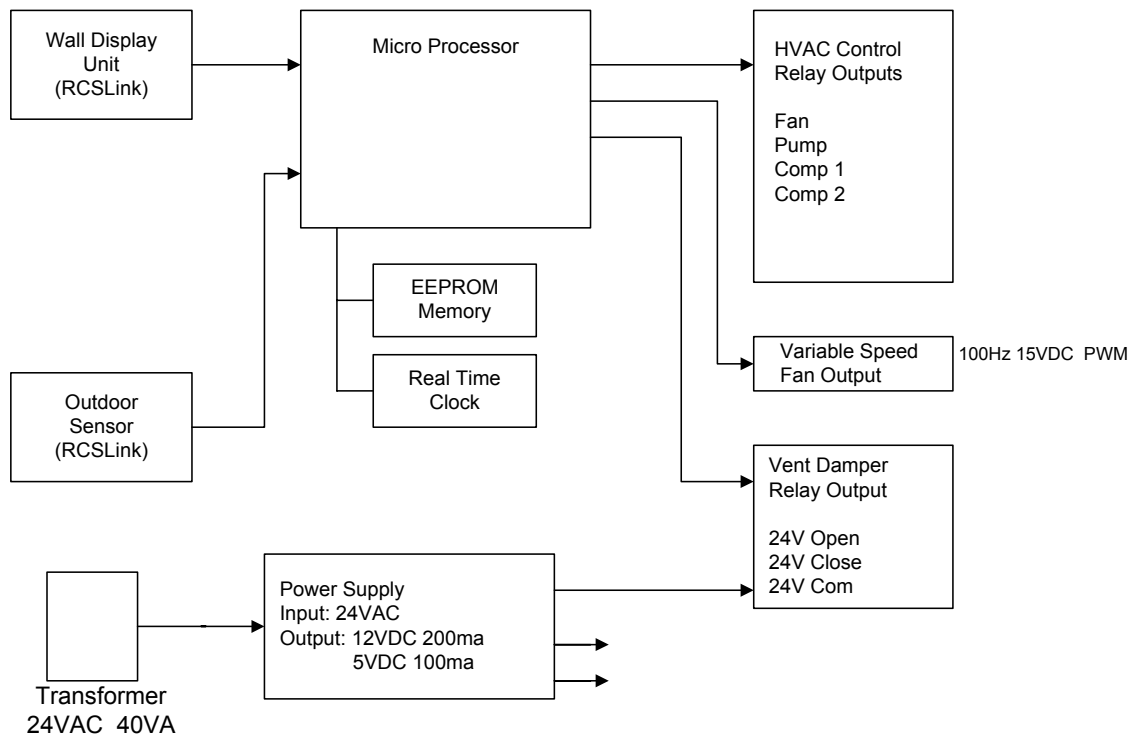 Wall Display
Unit
(RCSLink)
Micro Processor
HVAC Control
Relay Outputs
Fan
Pump
Comp 1
Comp 2
EEPROM
Memory
Real Time
Clock
Variable Speed
Fan Output
100Hz 15VDC PWM
Outdoor
Sensor
(RCSLink)
Vent Damper
Relay Output
24V Open
24V Close
24V Com
Power Supply
Input: 24VAC
Output: 12VDC 200ma
5VDC 100ma
Transformer
24VAC 40VA